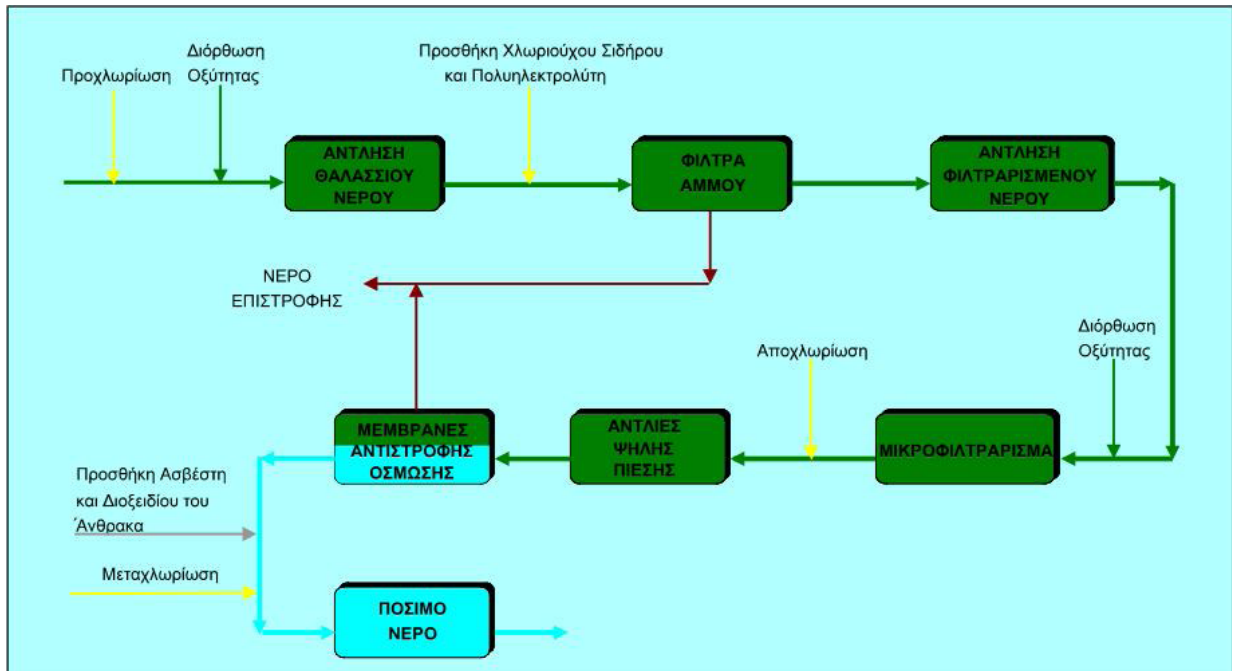 Προχλωρίωση
Διόρθωση
Οξύτητας
Προσθήκη Χλωριούχου Σιδήρου
και Πολυηλεκτρολύτη
ΑΝΤΛΗΣΗ
ΘΑΛΑΣΣΙΟΥ
ΝΕΡΟΥ
ΦΙΛΤΡΑ
ΑΜΜΟΥ
ΑΝΤΛΗΣΗ
ΦΙΛΤΡΑΡΙΣΜΕΝΟΥ
ΝΕΡΟΥ
ΝΕΡΟ
ΕΠΙΣΤΡΟΦΗΣ
Αποχλωρίωση
Διόρθωση
Οξύτητας
ΜΕΜΒΡΑΝΕΣ
ΑΝΤΙΣΤΡΟΦΗΣ
ΟΣΜΩΣΗΣ
ΑΝΤΛΙΕΣ
ΨΗΛΗΣ
ΠΙΕΣΗΣ
ΜΙΚΡΟΦΙΛΤΡΑΡΙΣΜΑ
Προσθήκη Ασβέστη
και Διοξειδίου του
Άνθρακα
Μεταχλωρίωση
ΠΟΣΙΜΟ
ΝΕΡΟ